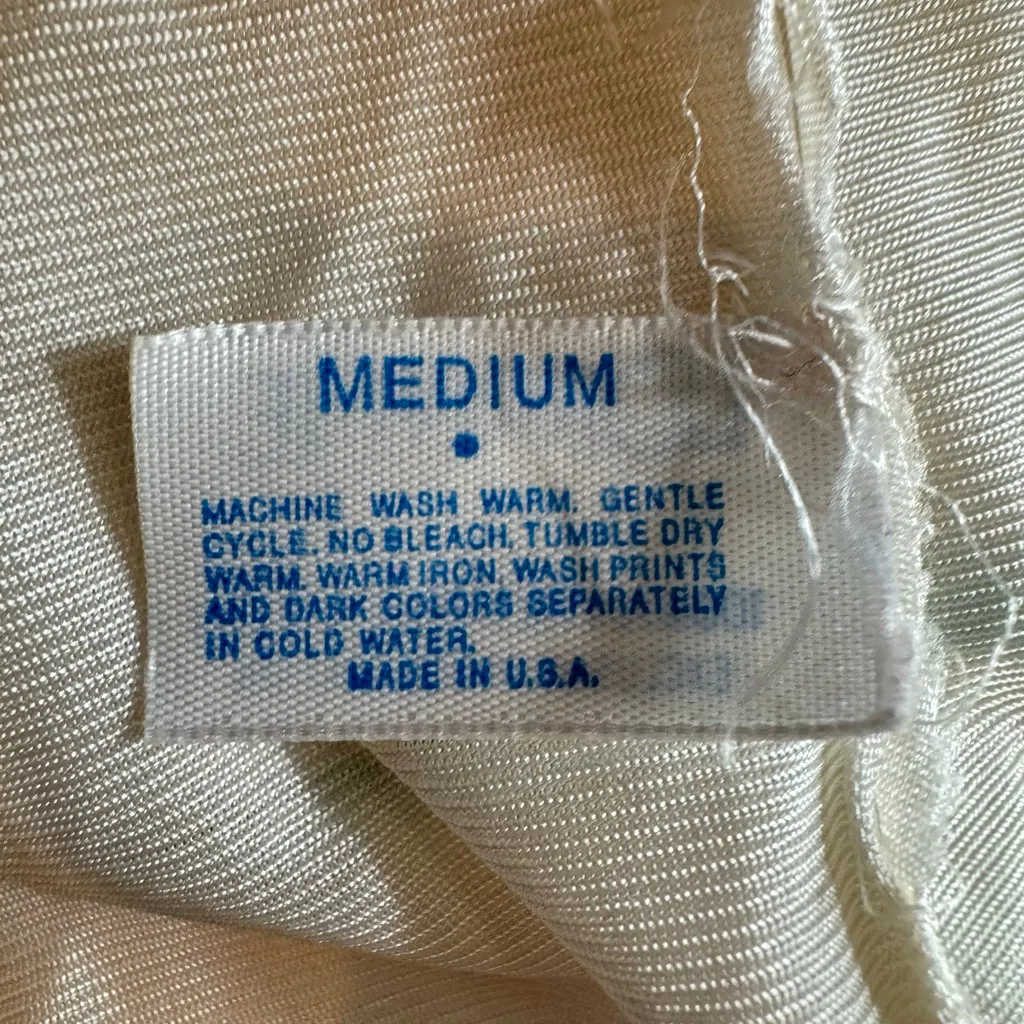 MEDIUM
MACHINE WASH WARM. GENTLE
CYCLE. NO BLEACH. TUMBLE DRY
WARM. WARM IRON. WASH PRINTS
AND DARK COLORS SEPARATELY
IN COLD WATER.
MADE IN U.S.A.